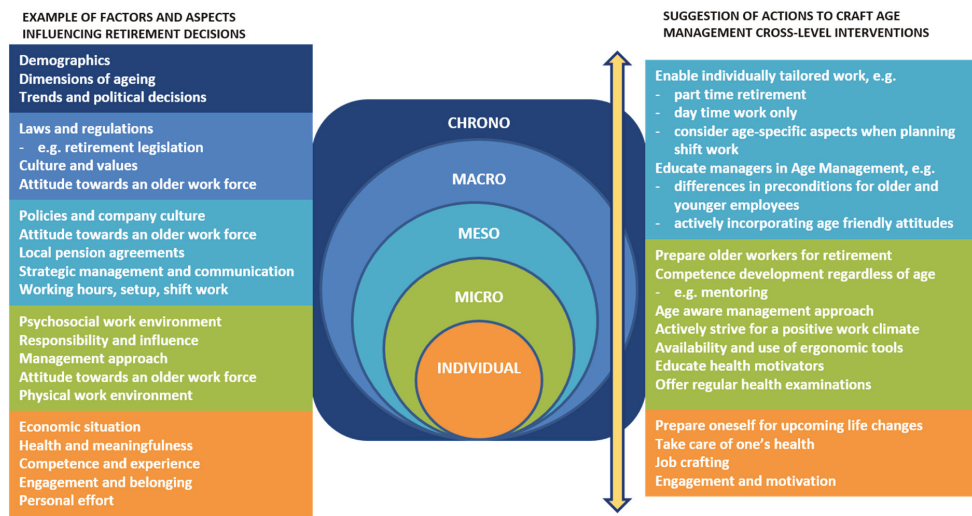 EXAMPLE OF FACTORS AND ASPECTS
INFLUENCING RETIREMENT DECISIONS
Demographics
Dimensions of ageing
Trends and political decisions
Laws and regulations
- e.g. retirement legislation
Culture and values
Attitude towards an older work force
Policies and company culture
Attitude towards an older work force
Local pension agreements
Strategic management and communication
Working hours, setup, shift work
Psychosocial work environment
Responsibility and influence
Management approach
Attitude towards an older work force
Physical work environment
Economic situation
Health and meaningfulness
Competence and experience
Engagement and belonging
Personal effort
CHRONO
MACRO
MESO
MICRO
INDIVIDUAL
SUGGESTION OF ACTIONS TO CRAFT AGE
MANAGEMENT CROSS-LEVEL INTERVENTIONS
Enable individually tailored work, e.g.
- part time retirement
- day time work only
- consider age-specific aspects when planning
shift work
Educate managers in Age Management, e.g.
- differences in preconditions for older and
younger employees
- actively incorporating age friendly attitudes
Prepare older workers for retirement
Competence development regardless of age
- e.g. mentoring
Age aware management approach
Actively strive for a positive work climate
Availability and use of ergonomic tools
Educate health motivators
Offer regular health examinations
Prepare oneself for upcoming life changes
Take care of one's health
Job crafting
Engagement and motivation